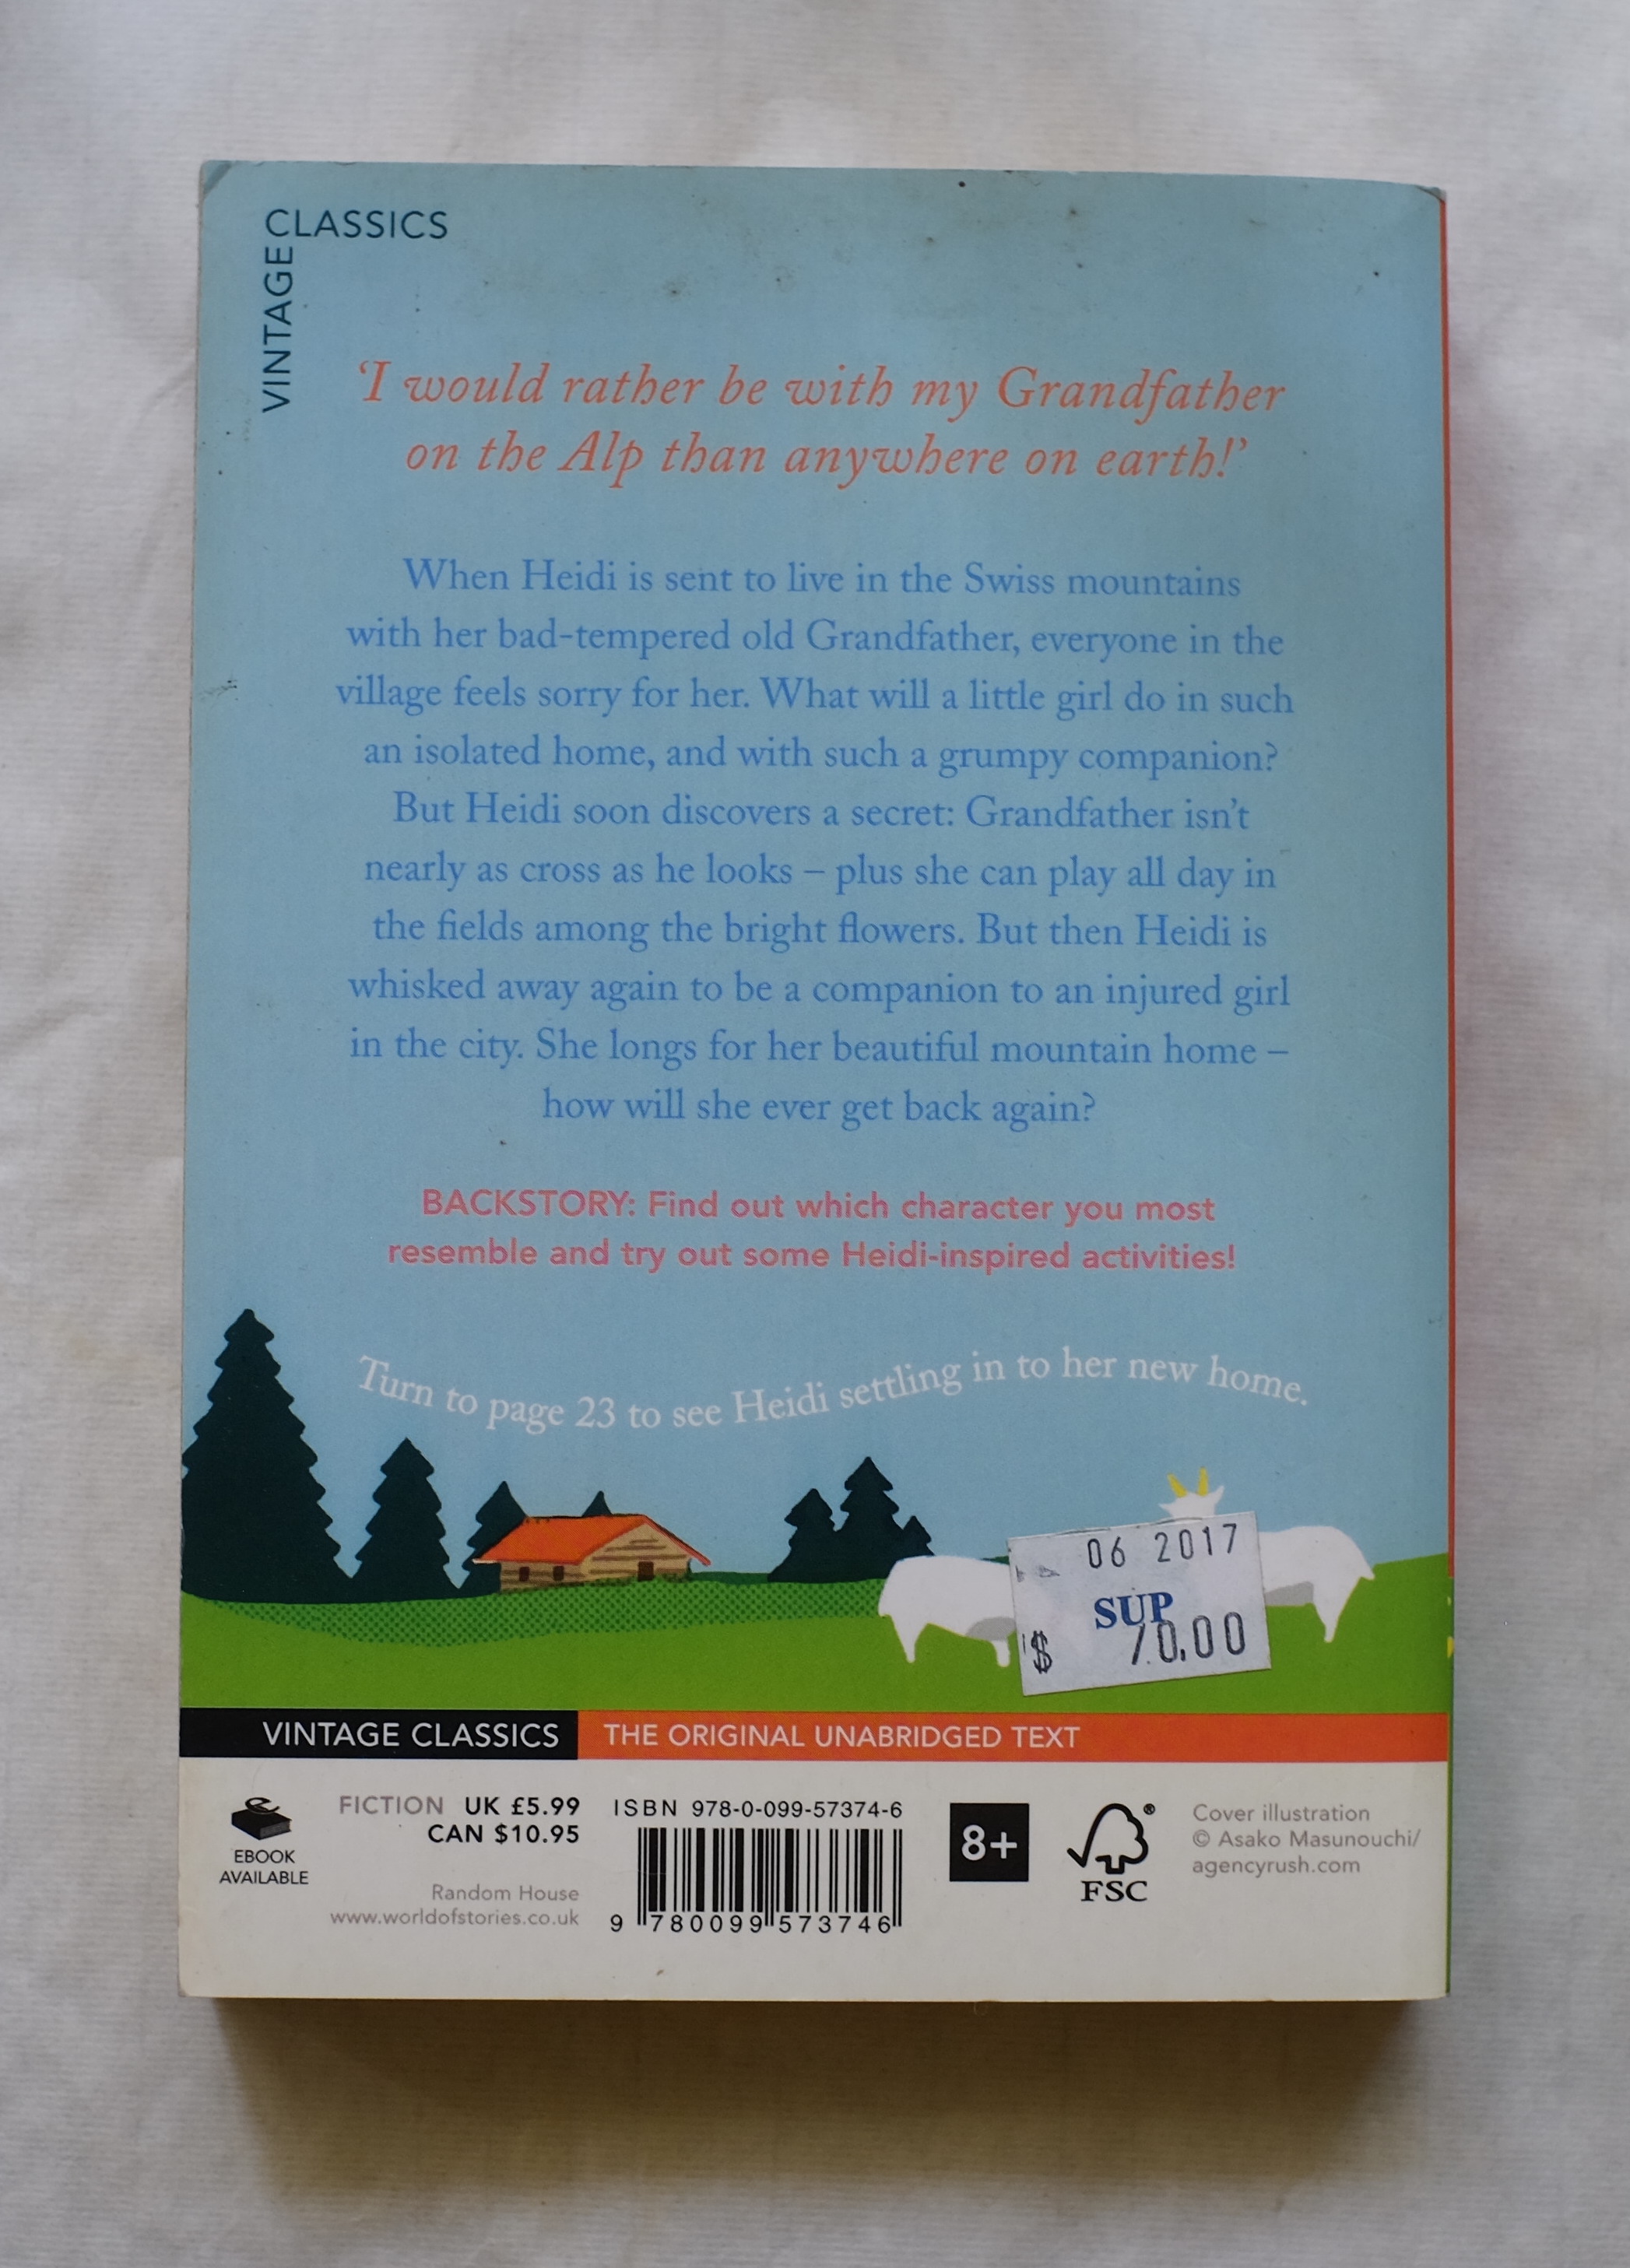 CLASSICS
VINTAGE
‘I would rather be with my Grandfather
on the Alp than anywhere on earth!’
When Heidi is sent to live in the Swiss mountains
with her bad-tempered old Grandfather, everyone in the
village feels sorry for her. What will a little girl do in such
an isolated home, and with such a grumpy companion?
But Heidi soon discovers a secret: Grandfather isn’t
nearly as cross as he looks – plus she can play all day in
the fields among the bright flowers. But then Heidi is
whisked away again to be a companion to an injured girl
in the city. She longs for her beautiful mountain home –
how will she ever get back again?
BACKSTORY: Find out which character you most
resemble and try out some Heidi-inspired activities!
Turn to page 23 to see Heidi settling in to her new home.
06 2017
SUP
$ 70.00
VINTAGE CLASSICS
THE ORIGINAL UNABRIDGED TEXT
e
EBOOK
AVAILABLE
FICTION UK £5.99
CAN $10.95
Random House
www.worldofstories.co.uk
ISBN 978-0-099-57374-6
9 780099 573746
8+
®
FSC
Cover illustration
© Asako Masunouchi/
agencyrush.com